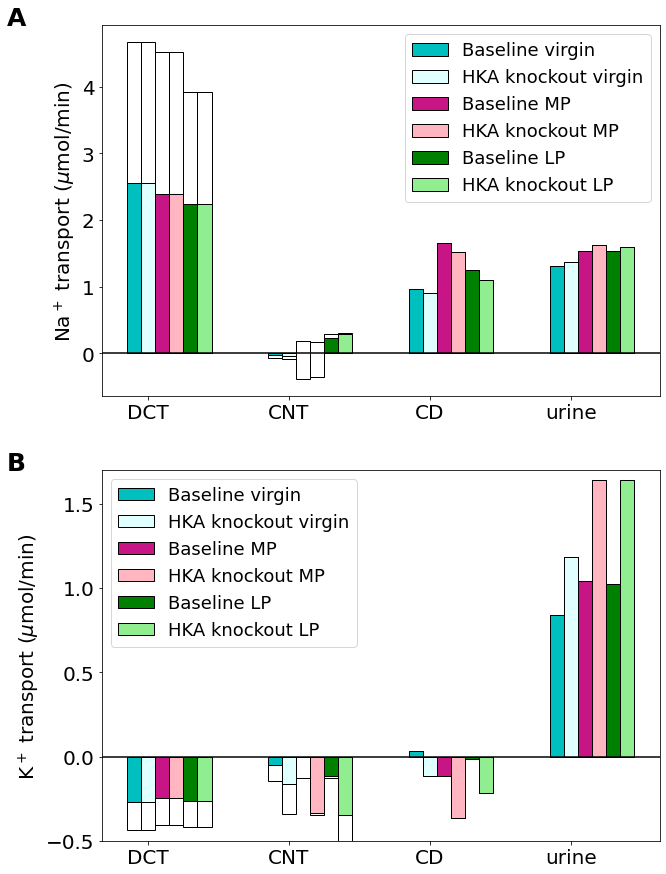 A
Na+ transport (μmol/min)
4
3
2
1
0
Baseline virgin
HKA knockout virgin
Baseline MP
HKA knockout MP
Baseline LP
HKA knockout LP
DCT CNT CD urine
B
K+ transport (μmol/min)
1.5
1.0
0.5
0.0
−0.5
Baseline virgin
HKA knockout virgin
Baseline MP
HKA knockout MP
Baseline LP
HKA knockout LP
DCT CNT CD urine